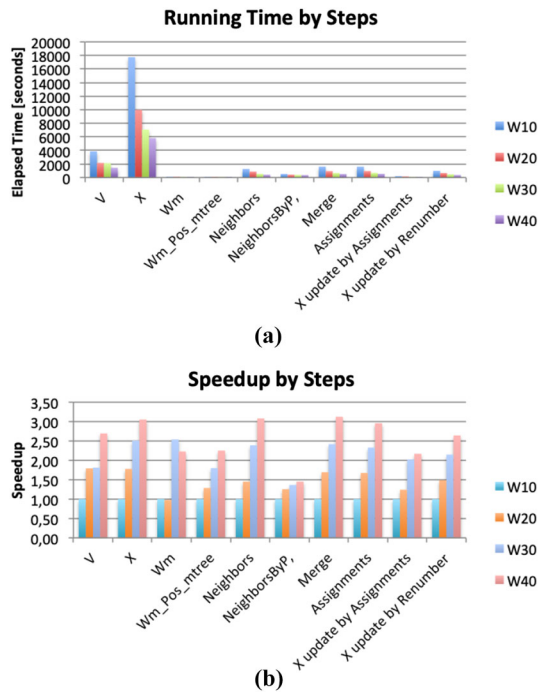 Running Time by Steps
Elapsed Time [seconds]
20000
18000
16000
14000
12000
10000
8000
6000
4000
2000
0
V
X
Wm
Wm_Pos_mtree
Neighbors
NeighborsByP,
Merge
Assignments
X update by Assignments
X update by Renumber
W10
W20
W30
W40
(a)
Speedup by Steps
Speedup
3,50
3,00
2,50
2,00
1,50
1,00
0,50
0,00
V
X
Wm
Wm_Pos_mtree
Neighbors
NeighborsByP,
Merge
Assignments
X update by Assignments
X update by Renumber
W10
W20
W30
W40
(b)